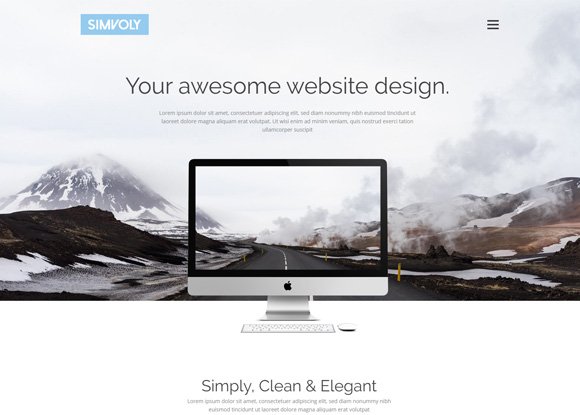 SIMVOLY
Your awesome website design.
Lorem ipsum dolor sit amet, consectetuer adipiscing elit, sed diam nonummy nibh euismod tincidunt ut
laoreet dolore magna aliquam erat volutpat. Ut wisi enim ad minim veniam, quis nostrud exerci tation
ullamcorper suscipit
Simply, Clean & Elegant
Lorem ipsum dolor sit amet, consectetuer adipiscing elit, sed diam nonummy nibh
euismod tincidunt ut laoreet dolore magna aliquam erat volutpat.